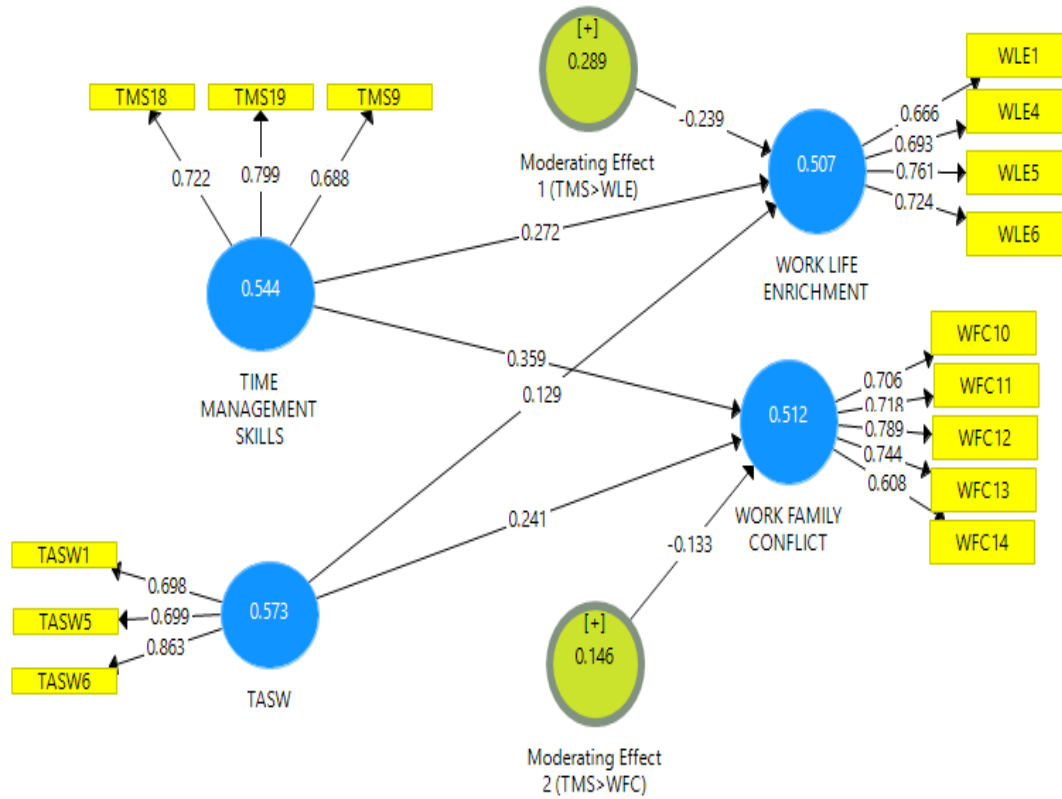 [+]
0.289
Moderating Effect
1 (TMS>WLE)
-0.239
TMS18
TMS19
TMS9
0.722
0.799
0.688
0.544
TIME
MANAGEMENT
SKILLS
0.272
0.359
0.507
WORK LIFE
ENRICHMENT
WLE1
WLE4
WLE5
WLE6
0.666
0.693
0.761
0.724
0.129
0.241
0.512
WORK FAMILY
CONFLICT
WFC10
WFC11
WFC12
WFC13
WFC14
0.706
0.718
0.789
0.744
0.608
TASW1
TASW5
TASW6
0.698
0.699
0.863
0.573
TASW
-0.133
[+]
0.146
Moderating Effect
2 (TMS>WFC)